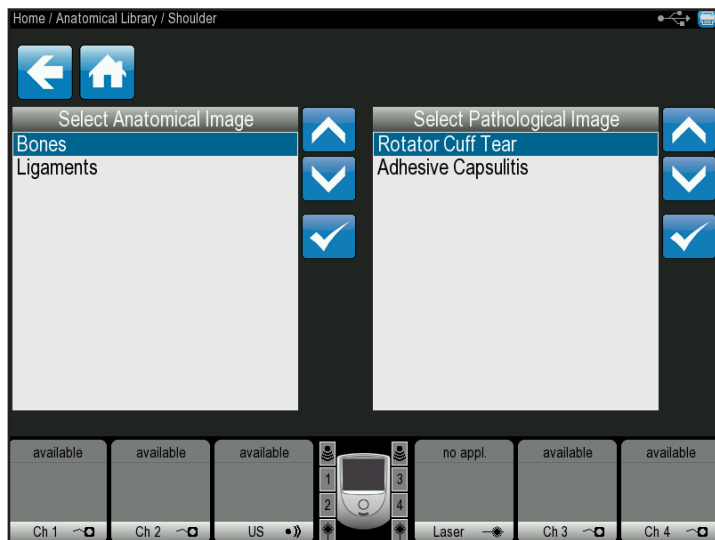 Home / Anatomical Library / Shoulder
Select Anatomical Image
Bones
Ligaments
Select Pathological Image
Rotator Cuff Tear
Adhesive Capsulitis
available
available
available
no appl.
available
available
1
3
2
4
Ch 1
Ch 2
US
Laser
Ch 3
Ch 4